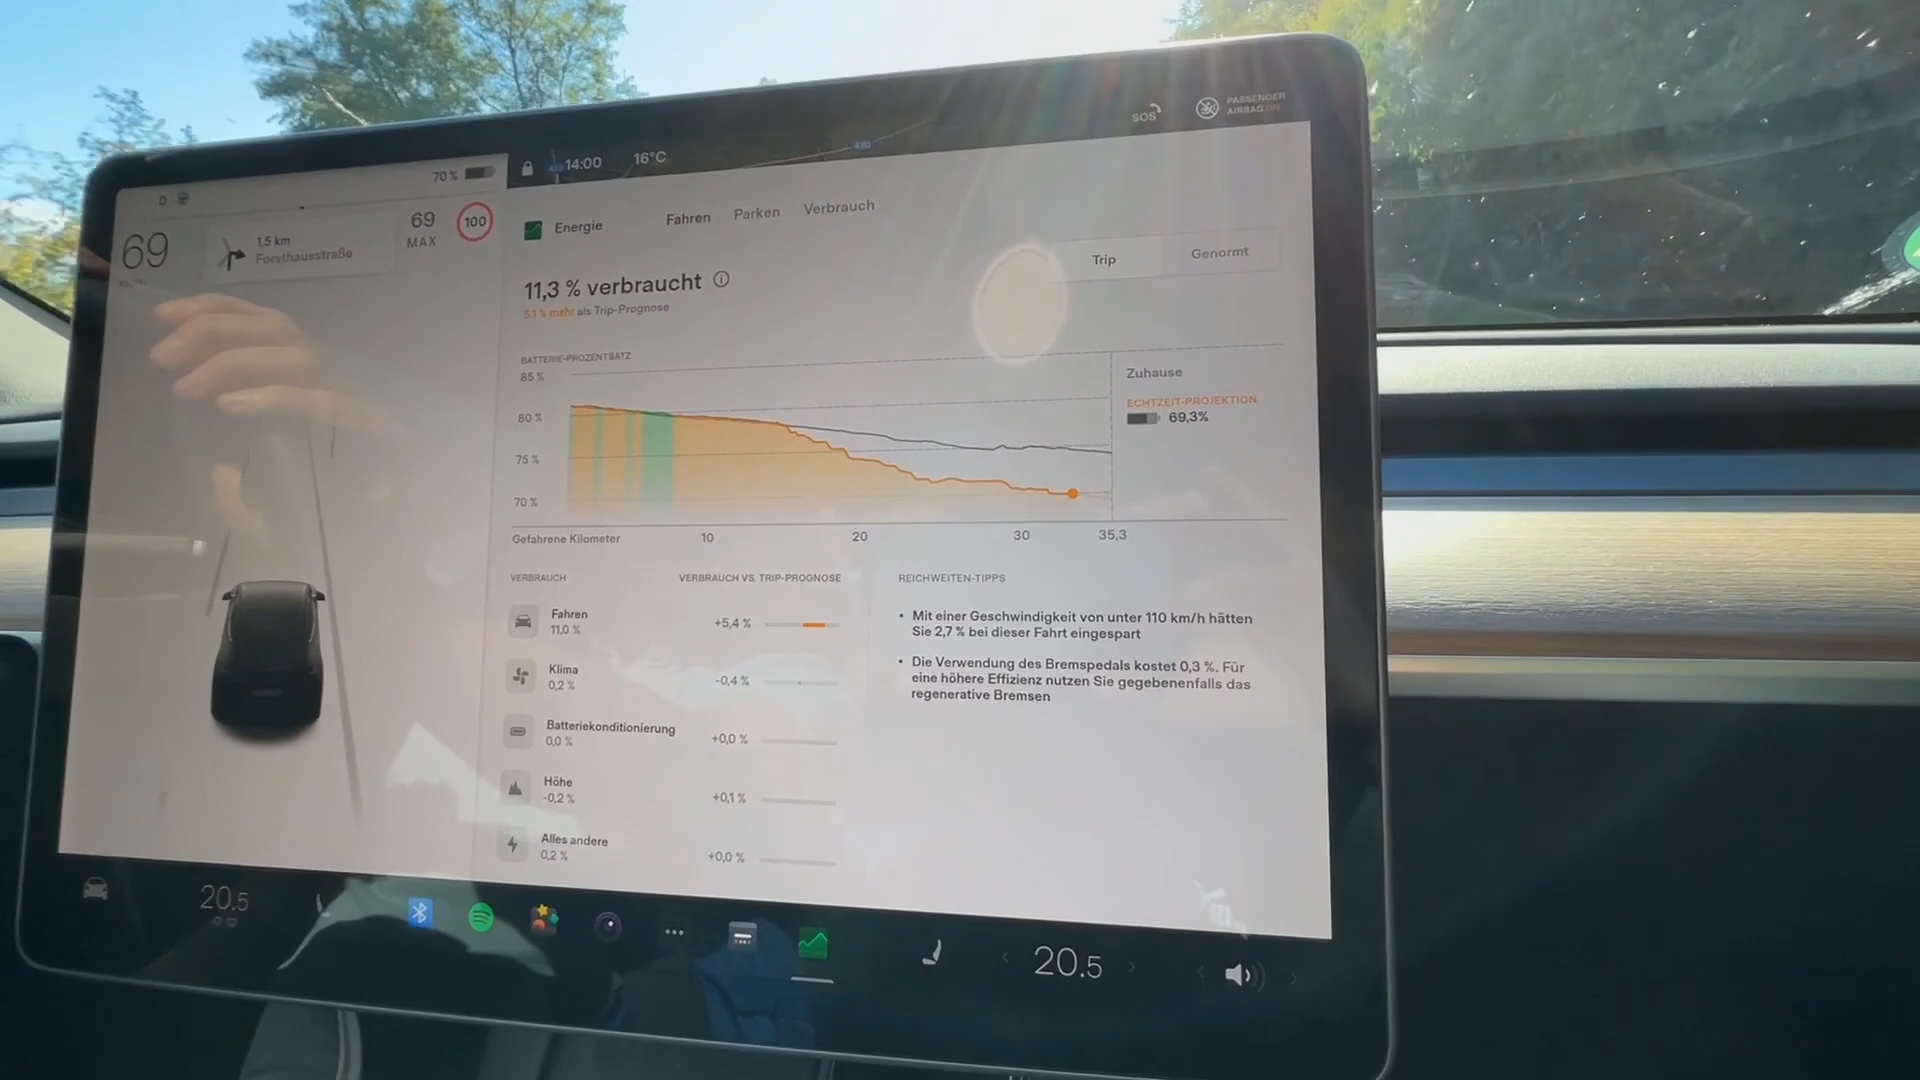 SOS
PASSENGER
AIRBAG ON
70 %
14:00
16°C
480
D
69
1,5 km
Forsthausstraße
69
MAX
100
Energie
Fahren
Parken
Verbrauch
Trip
Genormt
11,3 % verbraucht
5,1 % mehr als Trip-Prognose
BATTERIE-PROZENTSATZ
85 %
80 %
75 %
70 %
Zuhause
ECHTZEIT-PROJEKTION
69,3%
Gefahrene Kilometer
10
20
30
35,3
VERBRAUCH
VERBRAUCH VS. TRIP-PROGNOSE
Fahren
11,0 %
+5,4 %
Klima
0,2 %
-0,4 %
Batteriekonditionierung
0,0 %
+0,0 %
Höhe
-0,2 %
+0,1 %
Alles andere
0,2 %
+0,0 %
REICHWEITEN-TIPPS
• Mit einer Geschwindigkeit von unter 110 km/h hätten
Sie 2,7 % bei dieser Fahrt eingespart
• Die Verwendung des Bremspedals kostet 0,3 %. Für
eine höhere Effizienz nutzen Sie gegebenenfalls das
regenerative Bremsen
20.5
20.5